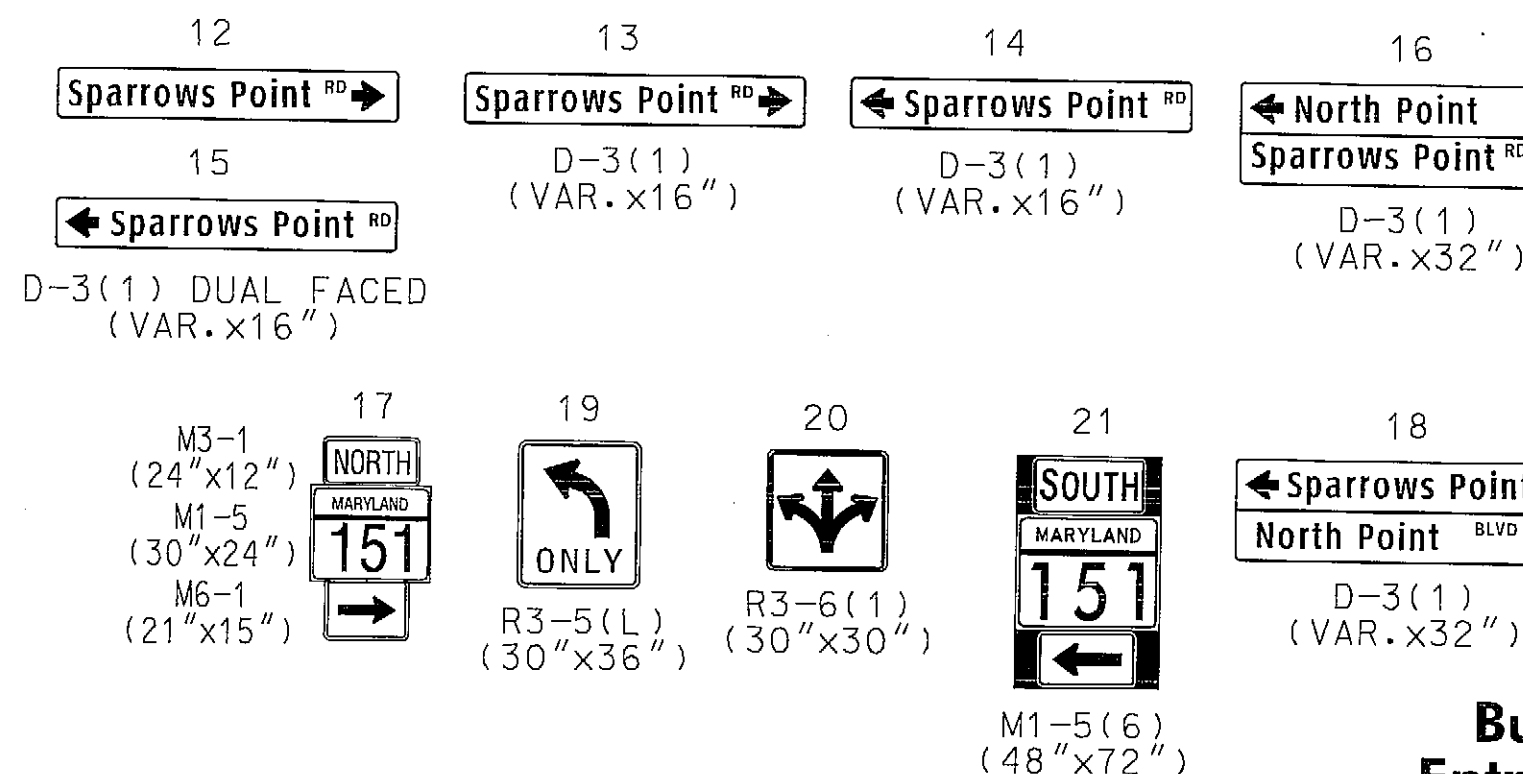 12
Sparrows Point RD
15
Sparrows Point RD
D-3(1) DUAL FACED
(VAR.x16")
13
Sparrows Point RD
D-3(1)
(VAR.x16")
14
Sparrows Point RD
D-3(1)
(VAR.x16")
16
North Point
Sparrows Point RD
D-3(1)
(VAR.x32")
17
M3-1
(24"x12")
M1-5
(30"x24")
M6-1
(21"x15")
NORTH
MARYLAND
151
19
ONLY
R3-5(L)
(30"x36")
20
R3-6(1)
(30"x30")
21
SOUTH
MARYLAND
151
M1-5(6)
(48"x72")
18
Sparrows Point
North Point BLVD
D-3(1)
(VAR.x32")